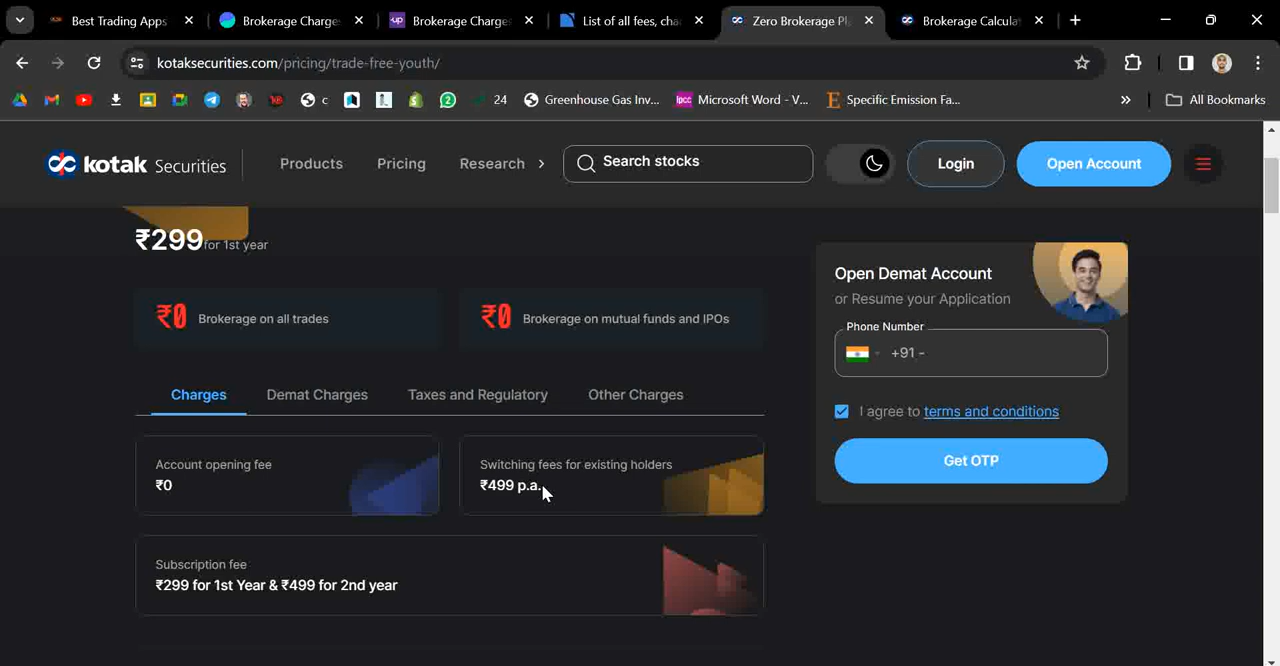 Best Trading Apps
Brokerage Charge
Brokerage Charges
List of all fees, cha
Zero Brokerage Pl
Brokerage Calculat
kotaksecurities.com/pricing/trade-free-youth/
c
24
Greenhouse Gas Inv...
Microsoft Word - V...
Specific Emission Fa...
All Bookmarks
kotak Securities
Products
Pricing
Research
Search stocks
Login
Open Account
₹299 for 1st year
₹0 Brokerage on all trades
₹0 Brokerage on mutual funds and IPOs
Charges
Demat Charges
Taxes and Regulatory
Other Charges
Account opening fee
₹0
Switching fees for existing holders
₹499 p.a.
Subscription fee
₹299 for 1st Year & ₹499 for 2nd year
Open Demat Account
or Resume your Application
Phone Number
+91 -
I agree to terms and conditions
Get OTP